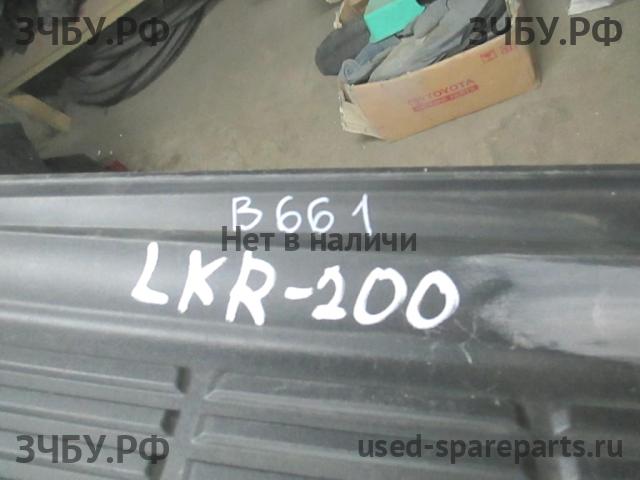 ЗЧБУ.РФ
ЗЧБУ.РФ
TOYOTA
B661
Нет в наличи
LKR-200
ЗЧБУ.РФ
used-spareparts.ru